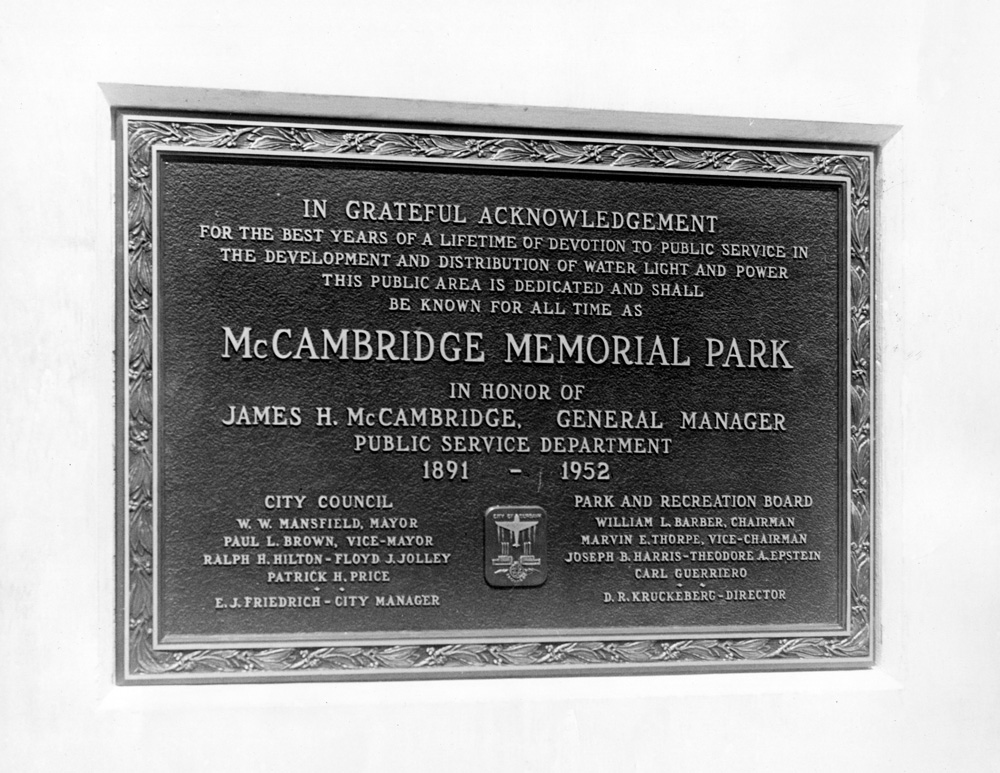 IN GRATEFUL ACKNOWLEDGEMENT
FOR THE BEST YEARS OF A LIFETIME OF DEVOTION TO PUBLIC SERVICE IN
THE DEVELOPMENT AND DISTRIBUTION OF WATER LIGHT AND POWER
THIS PUBLIC AREA IS DEDICATED AND SHALL
BE KNOWN FOR ALL TIME AS
McCAMBRIDGE MEMORIAL PARK
IN HONOR OF
JAMES H. McCAMBRIDGE, GENERAL MANAGER
PUBLIC SERVICE DEPARTMENT
1891 - 1952
CITY COUNCIL
W. W. MANSFIELD, MAYOR
PAUL L. BROWN, VICE-MAYOR
RALPH H. HILTON - FLOYD J. JOLLEY
PATRICK H. PRICE
E. J. FRIEDRICH - CITY MANAGER
CITY OF BURBANK
PARK AND RECREATION BOARD
WILLIAM L. BARBER, CHAIRMAN
MARVIN E. THORPE, VICE-CHAIRMAN
JOSEPH B. HARRIS - THEODORE A. EPSTEIN
CARL GUERRIERO
D. R. KRUCKEBERG - DIRECTOR